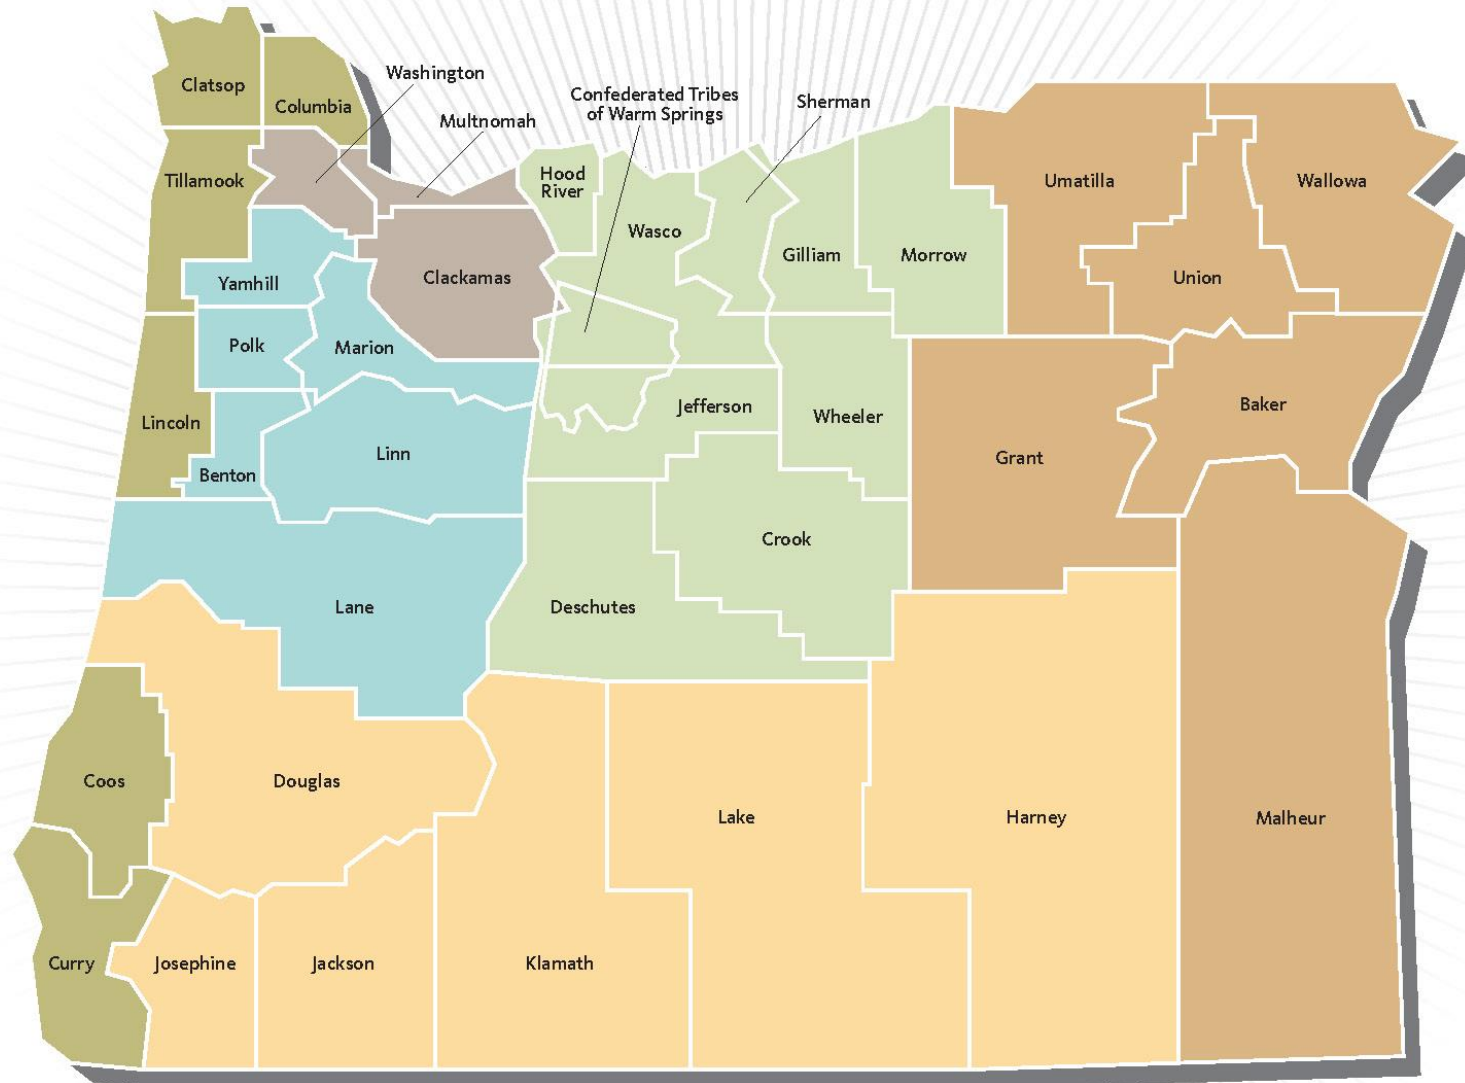 Washington
Clatsop
Columbia
Multnomah
Confederated Tribes
of Warm Springs
Sherman
Tillamook
Hood
River
Umatilla
Wallowa
Wasco
Gilliam
Morrow
Yamhill
Clackamas
Union
Polk
Marion
Lincoln
Jefferson
Wheeler
Baker
Benton
Linn
Grant
Crook
Lane
Deschutes
Coos
Douglas
Lake
Harney
Malheur
Curry
Josephine
Jackson
Klamath